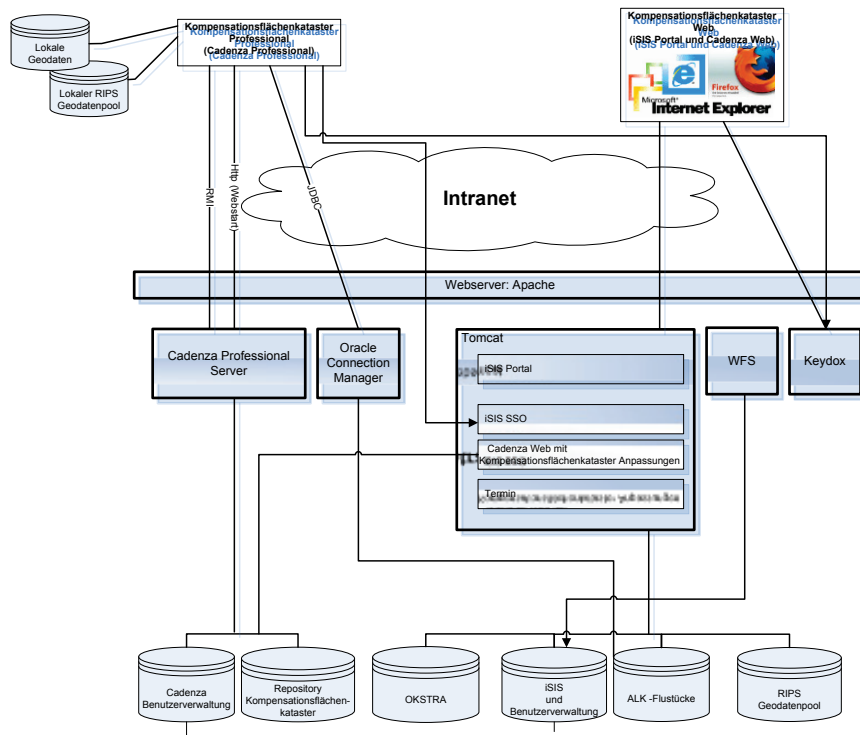 Lokale
Geodaten
Lokaler RIPS
Geodatenpool
Kompensationsflächenkataster
Professional
(Cadenza Professional)
Kompensationsflächenkataster
Web
(iSIS Portal und Cadenza Web)
Microsoft®
Internet Explorer
Firefox
RMI
Http (Webstart)
JDBC
Intranet
Webserver: Apache
Cadenza Professional
Server
Oracle
Connection
Manager
Tomcat
iSIS Portal
iSIS SSO
Cadenza Web mit
Kompensationsflächenkataster Anpassungen
Termin
WFS
Keydox
Cadenza
Benutzerverwaltung
Repository
Kompensationsflächen-
kataster
OKSTRA
iSIS
und
Benutzerverwaltung
ALK -Flustücke
RIPS
Geodatenpool